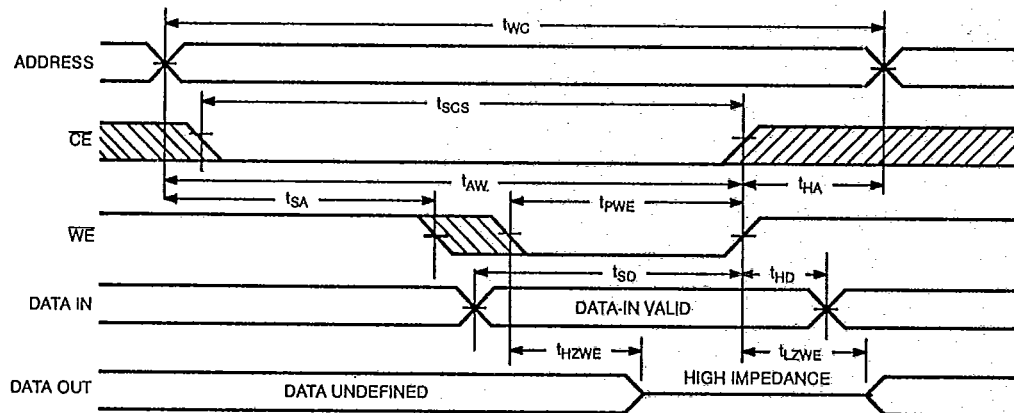 tWC
ADDRESS
tSCS
CE
tAW
tHA
tSA
tPWE
WE
tSD
tHD
DATA IN
DATA-IN VALID
tHZWE
tLZWE
DATA OUT
DATA UNDEFINED
HIGH IMPEDANCE